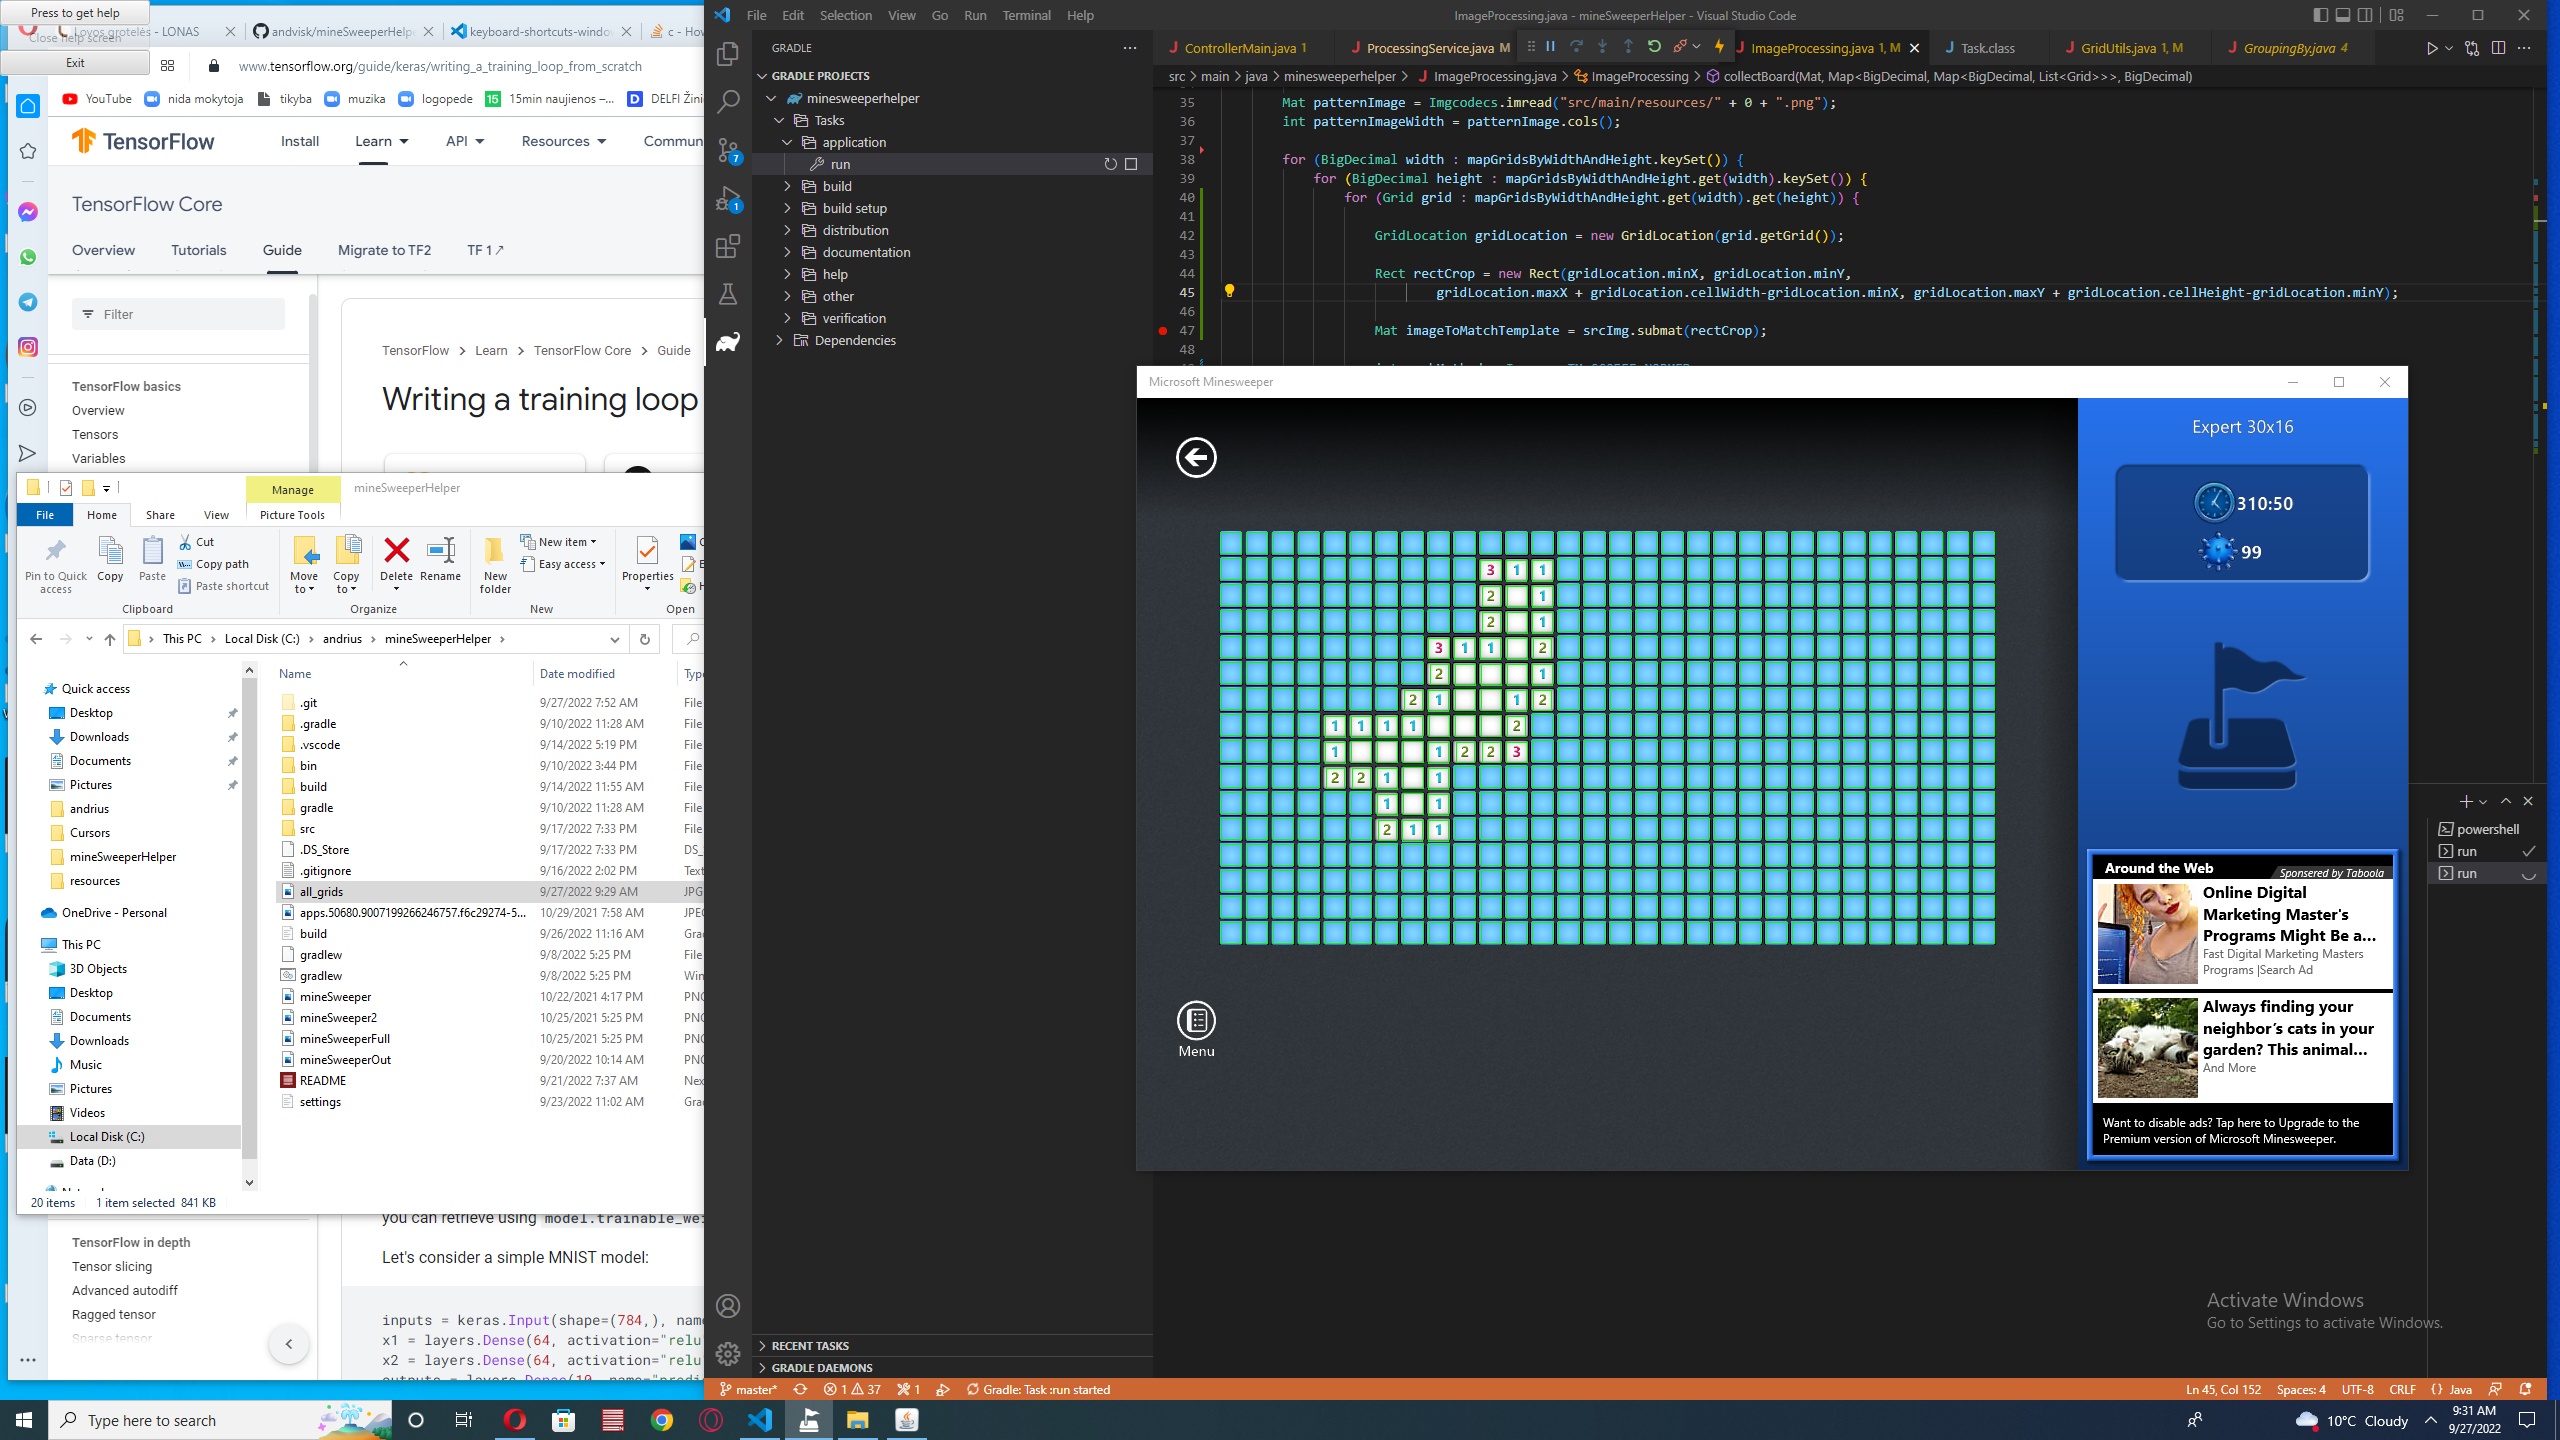 Press to get help
Close help screen
Exit
Lovos grotelės - LONAS
andvisk/mineSweeperHelpe
keyboard-shortcuts-window
c - How
www.tensorflow.org/guide/keras/writing_a_training_loop_from_scratch
YouTube
nida mokytoja
tikyba
muzika
logopede
15min naujienos –...
DELFI Žini
TensorFlow
Install
Learn
API
Resources
Commun
TensorFlow Core
Overview
Tutorials
Guide
Migrate to TF2
TF 1
Filter
TensorFlow > Learn > TensorFlow Core > Guide
Writing a training loop
TensorFlow basics
Overview
Tensors
Variables
Manage
mineSweeperHelper
File
Home
Share
View
Picture Tools
Pin to Quick access
Copy
Paste
Cut
Copy path
Paste shortcut
Clipboard
Move to
Copy to
Delete
Rename
Organize
New folder
New item
Easy access
New
Properties
Open
This PC > Local Disk (C:) > andrius > mineSweeperHelper >
Quick access
Desktop
Downloads
Documents
Pictures
andrius
Cursors
mineSweeperHelper
resources
OneDrive - Personal
This PC
3D Objects
Desktop
Documents
Downloads
Music
Pictures
Videos
Local Disk (C:)
Data (D:)
Name Date modified Type
.git 9/27/2022 7:52 AM File
.gradle 9/10/2022 11:28 AM File
.vscode 9/14/2022 5:19 PM File
bin 9/10/2022 3:44 PM File
build 9/14/2022 11:55 AM File
gradle 9/10/2022 11:28 AM File
src 9/17/2022 7:33 PM File
.DS_Store 9/17/2022 7:33 PM DS_
.gitignore 9/16/2022 2:02 PM Text
all_grids 9/27/2022 9:29 AM JPG
apps.50680.9007199266246757.f6c29274-5... 10/29/2021 7:58 AM JPEG
build 9/26/2022 11:16 AM Grad
gradlew 9/8/2022 5:25 PM File
gradlew 9/8/2022 5:25 PM Win
mineSweeper 10/22/2021 4:17 PM PNG
mineSweeper2 10/25/2021 5:25 PM PNG
mineSweeperFull 10/25/2021 5:25 PM PNG
mineSweeperOut 9/20/2022 10:14 AM PNG
README 9/21/2022 7:37 AM Nex
settings 9/23/2022 11:02 AM Grad
20 items 1 item selected 841 KB
you can retrieve using model.trainable_wei
TensorFlow in depth
Tensor slicing
Advanced autodiff
Ragged tensor
Sparse tensor
Let's consider a simple MNIST model:
inputs = keras.Input(shape=(784,), name
x1 = layers.Dense(64, activation="relu
x2 = layers.Dense(64, activation="relu
outputs = layers.Dense(10, name="predi
File Edit Selection View Go Run Terminal Help
ImageProcessing.java - mineSweeperHelper - Visual Studio Code
GRADLE
GRADLE PROJECTS
minesweeperhelper
Tasks
application
run
build
build setup
distribution
documentation
help
other
verification
Dependencies
RECENT TASKS
GRADLE DAEMONS
7
1
ControllerMain.java 1
ProcessingService.java M
ImageProcessing.java 1, M
Task.class
GridUtils.java 1, M
GroupingBy.java 4
src > main > java > minesweeperhelper > ImageProcessing.java > ImageProcessing > collectBoard(Mat, Map<BigDecimal, Map<BigDecimal, List<Grid>>>, BigDecimal)
35 Mat patternImage = Imgcodecs.imread("src/main/resources/" + 0 + ".png");
36 int patternImageWidth = patternImage.cols();
37
38 for (BigDecimal width : mapGridsByWidthAndHeight.keySet()) {
39 for (BigDecimal height : mapGridsByWidthAndHeight.get(width).keySet()) {
40 for (Grid grid : mapGridsByWidthAndHeight.get(width).get(height)) {
41
42 GridLocation gridLocation = new GridLocation(grid.getGrid());
43
44 Rect rectCrop = new Rect(gridLocation.minX, gridLocation.minY,
45 gridLocation.maxX + gridLocation.cellWidth-gridLocation.minX, gridLocation.maxY + gridLocation.cellHeight-gridLocation.minY);
46
47 Mat imageToMatchTemplate = srcImg.submat(rectCrop);
48
Microsoft Minesweeper
Expert 30x16
310:50
99
3 1 1
2 1
2 1
3 1 1 2
2 1
2 1 1 2
1 1 1 1 2
1 1 2 2 3
2 2 1 1
1 1
2 1 1
Menu
Around the Web
Sponsered by Taboola
Online Digital
Marketing Master's
Programs Might Be a...
Fast Digital Marketing Masters
Programs |Search Ad
Always finding your
neighbor's cats in your
garden? This animal...
And More
Want to disable ads? Tap here to Upgrade to the
Premium version of Microsoft Minesweeper.
powershell
run
run
Activate Windows
Go to Settings to activate Windows.
master*
1 37
1
Gradle: Task :run started
Ln 45, Col 152
Spaces: 4
UTF-8
CRLF
{} Java
Type here to search
10°C Cloudy
9:31 AM
9/27/2022